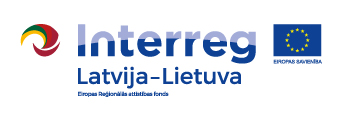 Interreg
EIROPAS SAVIENĪBA
Latvija–Lietuva
Eiropas Reģionālās attīstības fonds